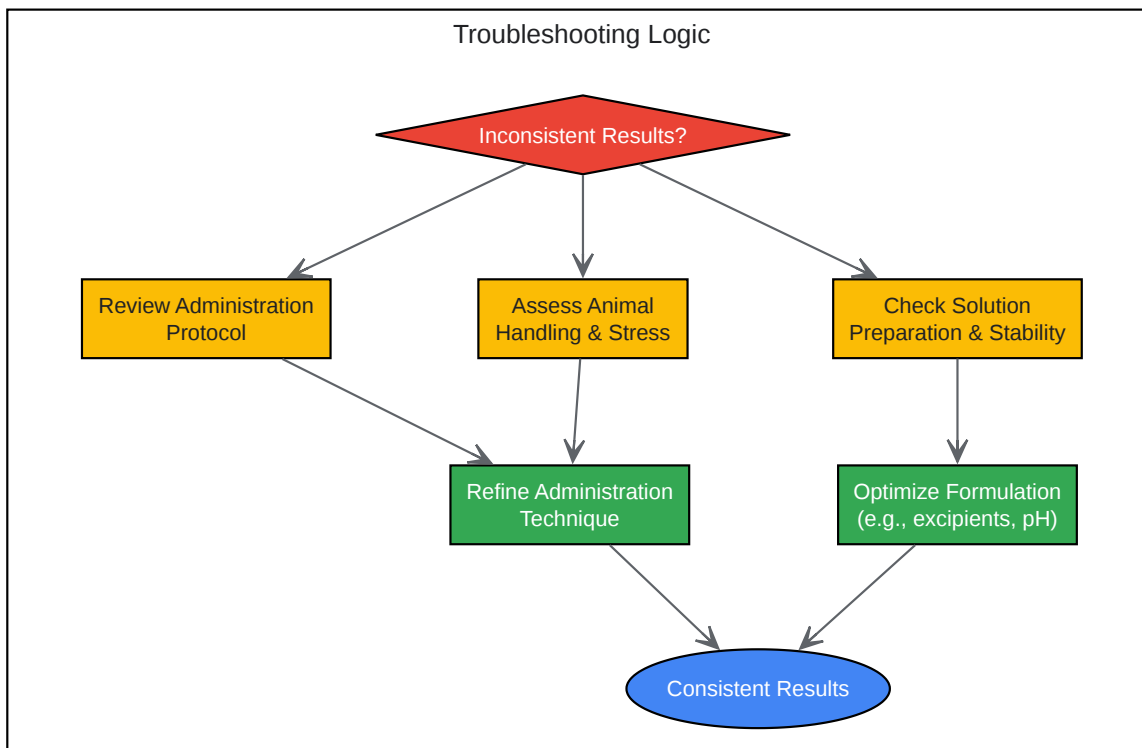 Troubleshooting Logic
Inconsistent Results?
Review Administration
Protocol
Assess Animal
Handling & Stress
Check Solution
Preparation & Stability
Refine Administration
Technique
Optimize Formulation
(e.g., excipients, pH)
Consistent Results